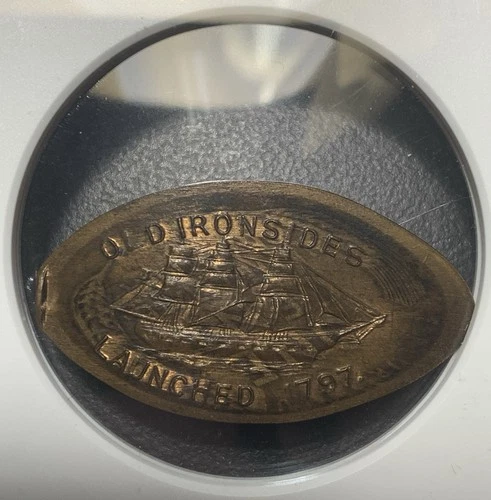 OLD IRONSIDES
LAUNCHED 1797